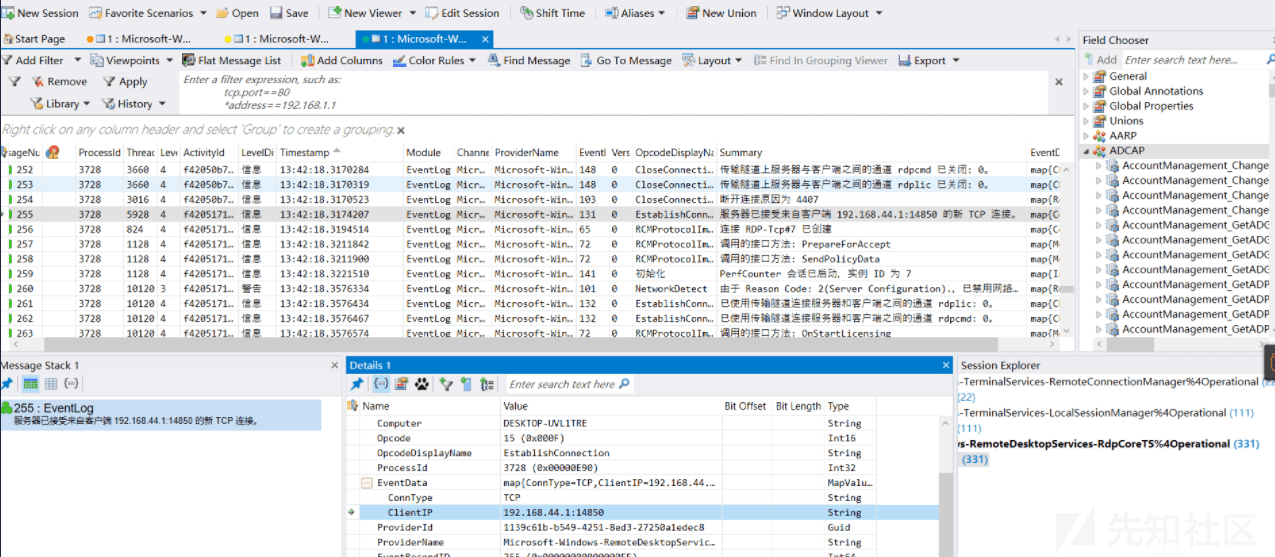 New Session Favorite Scenarios Open Save New Viewer Edit Session Shift Time Aliases New Union Window Layout
Start Page 1 : Microsoft-W... 1 : Microsoft-W... 1 : Microsoft-W... ×
Add Filter Viewpoints Flat Message List Add Columns Color Rules Find Message Go To Message Layout Find In Grouping Viewer Export
Remove Apply
Library History
Enter a filter expression, such as:
tcp.port==80
*address==192.168.1.1
Right click on any column header and select 'Group' to create a grouping.
sageNu ProcessId Thread Leve ActivityId LevelDi Timestamp Module Channe ProviderName EventI Vers OpcodeDisplayNa Summary EventD
252 3728 3660 4 f42050b7... 信息 13:42:18.3170284 EventLog Micr... Microsoft-Win... 148 0 CloseConnecti... 传输隧道上服务器与客户端之间的通道 rdpcmd 已关闭: 0。 map{Cl
253 3728 3660 4 f42050b7... 信息 13:42:18.3170319 EventLog Micr... Microsoft-Win... 148 0 CloseConnecti... 传输隧道上服务器与客户端之间的通道 rdplic 已关闭: 0。 map{Cl
254 3728 3016 4 f42050b7... 信息 13:42:18.3170523 EventLog Micr... Microsoft-Win... 103 0 CloseConnecti... 断开连接原因为 4407
255 3728 5928 4 f4205171... 信息 13:42:18.3174207 EventLog Micr... Microsoft-Win... 131 0 EstablishConn... 服务器已接受来自客户端 192.168.44.1:14850 的新 TCP 连接。
256 3728 824 4 f4205171... 信息 13:42:18.3194514 EventLog Micr... Microsoft-Win... 65 0 RCMProtocolIm... 连接 RDP-Tcp#7 已创建
257 3728 1128 4 f4205171... 信息 13:42:18.3211842 EventLog Micr... Microsoft-Win... 72 0 RCMProtocolIm... 调用的接口方法: PrepareForAccept
258 3728 1128 4 f4205171... 信息 13:42:18.3211900 EventLog Micr... Microsoft-Win... 72 0 RCMProtocolIm... 调用的接口方法: SendPolicyData
259 3728 1128 4 f4205171... 信息 13:42:18.3221510 EventLog Micr... Microsoft-Win... 141 0 初始化 PerfCounter 会话已启动, 实例 ID 为 7
260 3728 10120 3 f4205171... 警告 13:42:18.3576334 EventLog Micr... Microsoft-Win... 101 0 NetworkDetect 由于 Reason Code: 2(Server Configuration)., 已禁用网络...
261 3728 10120 4 f4205171... 信息 13:42:18.3576434 EventLog Micr... Microsoft-Win... 132 0 EstablishConn... 已使用传输隧道连接服务器和客户端之间的通道 rdplic: 0。
262 3728 10120 4 f4205171... 信息 13:42:18.3576467 EventLog Micr... Microsoft-Win... 132 0 EstablishConn... 已使用传输隧道连接服务器和客户端之间的通道 rdpcmd: 0。
263 3728 10120 4 f4205171... 信息 13:42:18.3576574 EventLog Micr... Microsoft-Win... 72 0 RCMProtocolIm... 调用的接口方法: OnStartLicensing
Field Chooser
Add Enter search text here...
General
Global Annotations
Global Properties
Unions
AARP
ADCAP
AccountManagement_Change
AccountManagement_Change
AccountManagement_Change
AccountManagement_Change
AccountManagement_GetADG
AccountManagement_GetADG
AccountManagement_GetADG
AccountManagement_GetADG
AccountManagement_GetADP
AccountManagement_GetADP
AccountManagement_GetADP
AccountManagement_GetADP
Message Stack 1 ×
255 : EventLog
服务器已接受来自客户端 192.168.44.1:14850 的新 TCP 连接。
Details 1 ×
Enter search text here
Name Value Bit Offset Bit Length Type
Computer DESKTOP-UVL1TRE String
Opcode 15 (0x000F) Int16
OpcodeDisplayName EstablishConnection String
ProcessId 3728 (0x00000E90) Int32
EventData map{ConnType=TCP,ClientIP=192.168.44... MapValu...
ConnType TCP String
ClientIP 192.168.44.1:14850 String
ProviderId 1139c61b-b549-4251-8ed3-27250a1edec8 Guid
ProviderName Microsoft-Windows-RemoteDesktopServic... String
EventRecordID
Session Explorer
-TerminalServices-RemoteConnectionManager%4Operational
(22)
-TerminalServices-LocalSessionManager%4Operational (111)
(111)
s-RemoteDesktopServices-RdpCoreTS%4Operational (331)
(331)
先知社区